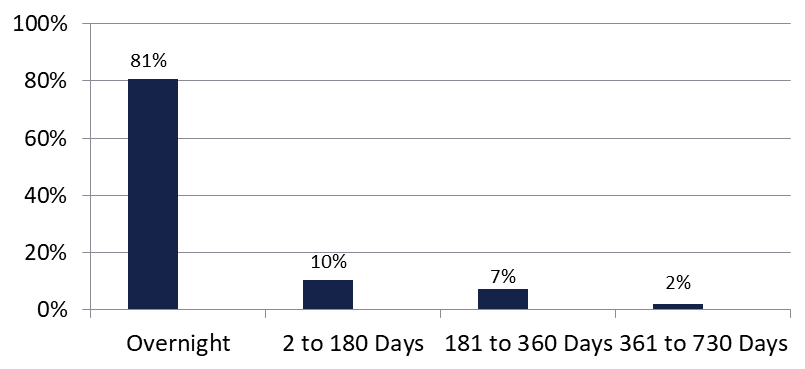 100%
81%
80%
60%
40%
20%
10%
7%
2%
0%
Overnight
2 to 180 Days
181 to 360 Days
361 to 730 Days